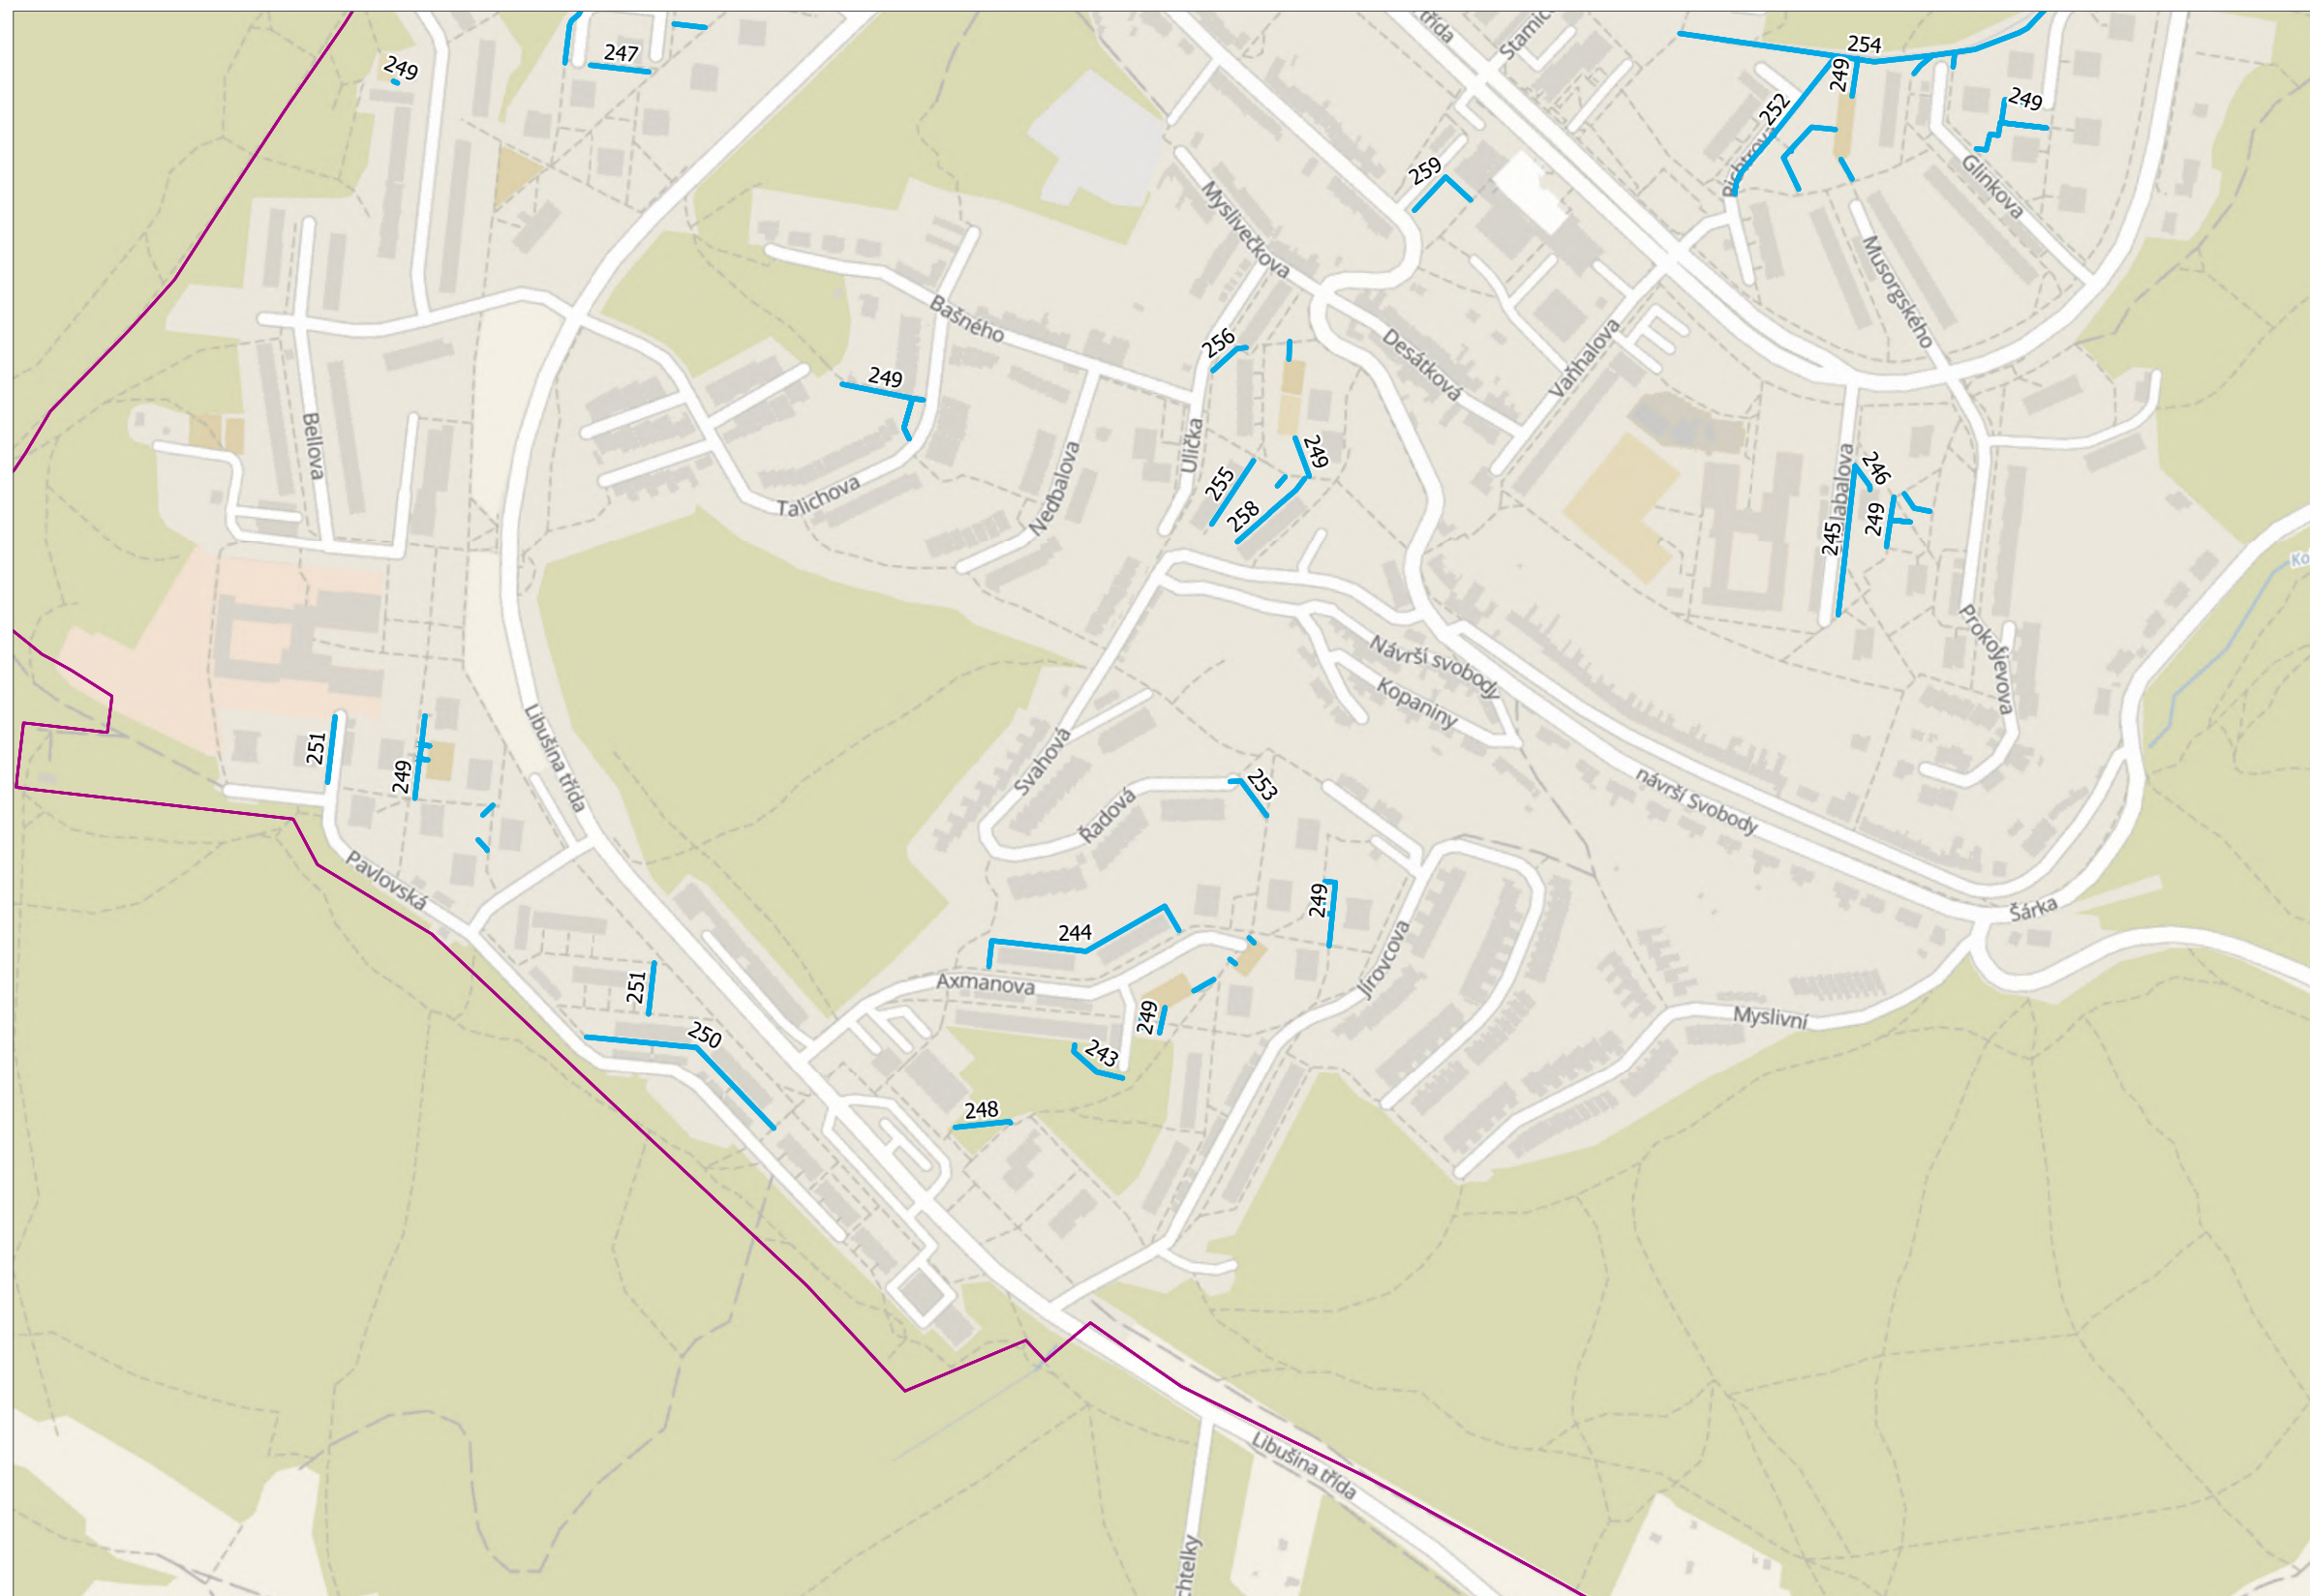 třída
247
249
254
249
252
249
259
Glinkova
Myslivečkova
Musorgského
Bašného
256
Desátková
Vaňhalova
249
Bellova
Ulička
249
255
246
Nedbalova
Talichova
258
249
245
Prokofjevova
Návrší svobody
Kopaniny
Libušina třída
251
249
Svahová
253
návrší Svobody
Řadová
Pavlovská
249
Šárka
244
Jírovcova
Axmanova
251
249
Myslivní
250
243
248
Libušina třída